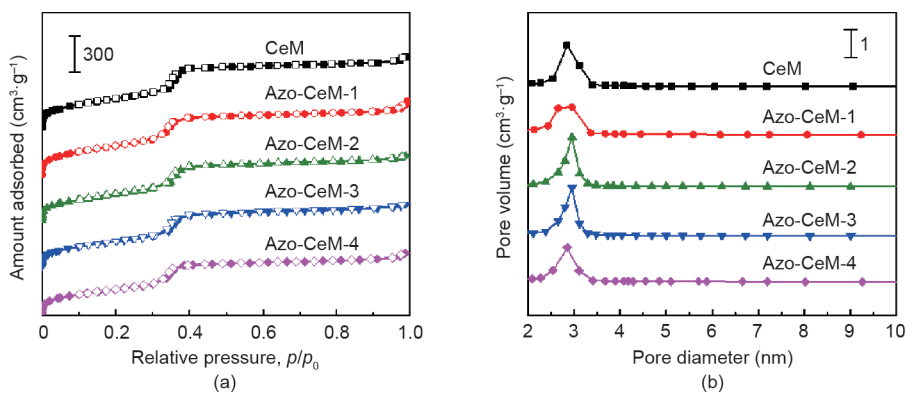 300
CeM
Azo-CeM-1
Azo-CeM-2
Azo-CeM-3
Azo-CeM-4
Amount adsorbed (cm³·g⁻¹)
0 0.2 0.4 0.6 0.8 1.0
Relative pressure, p/p₀
(a)
1
CeM
Azo-CeM-1
Azo-CeM-2
Azo-CeM-3
Azo-CeM-4
Pore volume (cm³·g⁻¹)
2 3 4 5 6 7 8 9 10
Pore diameter (nm)
(b)